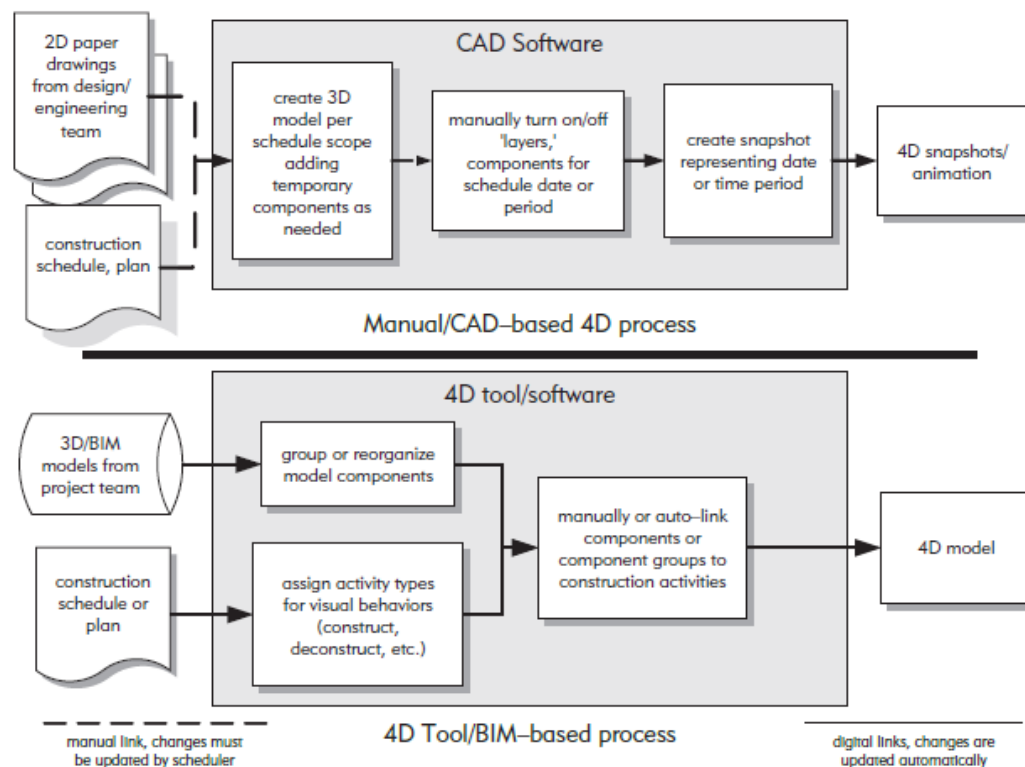 2D paper
drawings
from design/
engineering
team
construction
schedule, plan
CAD Software
create 3D
model per
schedule scope
adding
temporary
components as
needed
manually turn on/off
'layers,'
components for
schedule date or
period
create snapshot
representing date
or time period
4D snapshots/
animation
Manual/CAD–based 4D process
4D tool/software
3D/BIM
models from
project team
group or reorganize
model components
construction
schedule or
plan
assign activity types
for visual behaviors
(construct,
deconstruct, etc.)
manually or auto–link
components or
component groups to
construction activities
4D model
manual link, changes must
be updated by scheduler
4D Tool/BIM–based process
digital links, changes are
updated automatically